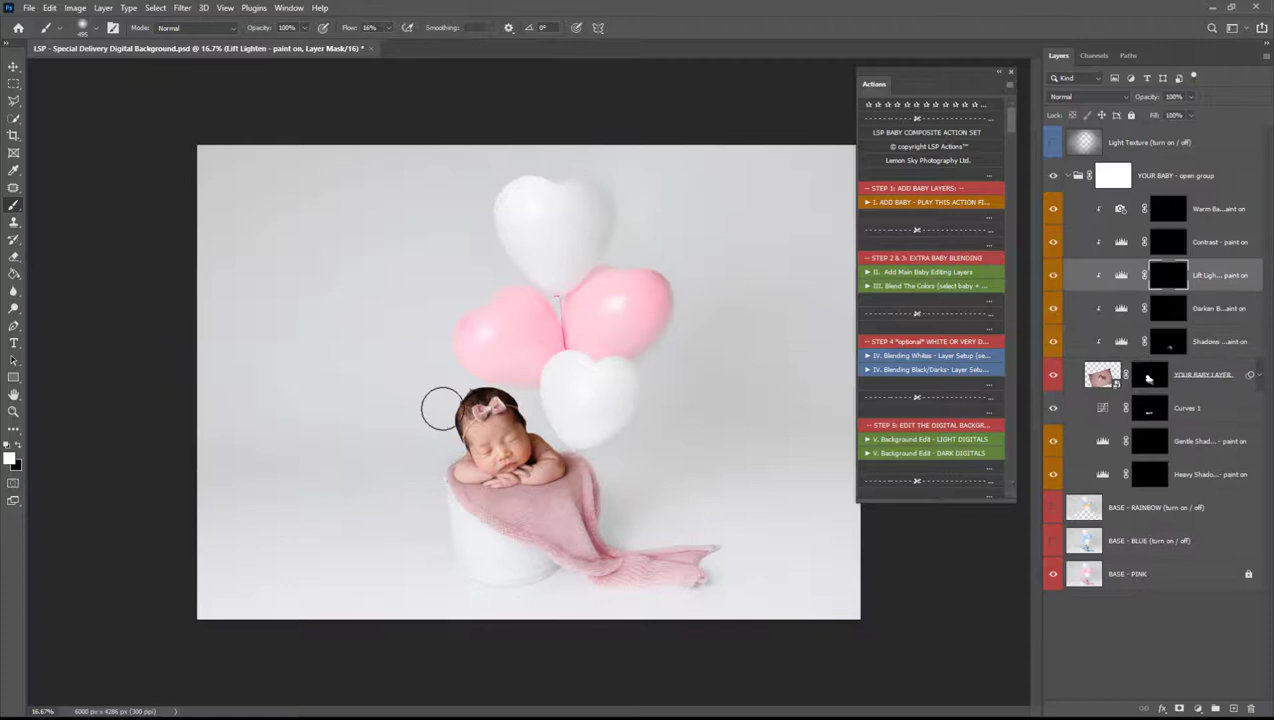 Ps File Edit Image Layer Type Select Filter 3D View Plugins Window Help
495 Mode: Normal Opacity: 100% Flow: 16% Smoothing: 0°
LSP - Special Delivery Digital Background.psd @ 16.7% (Lift Lighten - paint on, Layer Mask/16) * ×
Actions
☆ ☆ ☆ ☆ ☆ ☆ ☆ ☆ ☆ ☆ ...
LSP BABY COMPOSITE ACTION SET
© copyright LSP Actions™
Lemon Sky Photography Ltd.
-- STEP 1: ADD BABY LAYERS: --
I. ADD BABY - PLAY THIS ACTION FI...
-- STEP 2 & 3: EXTRA BABY BLENDING
II. Add Main Baby Editing Layers
III. Blend The Colors (select baby + ...
-- STEP 4 *optional* WHITE OR VERY D...
IV. Blending Whites - Layer Setup (se...
IV. Blending Black/Darks- Layer Setu...
-- STEP 5: EDIT THE DIGITAL BACKGR...
V. Background Edit - LIGHT DIGITALS
V. Background Edit - DARK DIGITALS
Layers Channels Paths
Kind
Normal Opacity: 100%
Lock: Fill: 100%
Light Texture (turn on / off)
YOUR BABY - open group
Warm Ba...aint on
Contrast - paint on
Lift Ligh... paint on
Darken B...aint on
Shadows ...aint on
YOUR BABY LAYER
Curves 1
Gentle Shad... - paint on
Heavy Shado... - paint on
BASE - RAINBOW (turn on / off)
BASE - BLUE (turn on / off)
BASE - PINK
16.67% 6000 px x 4286 px (300 ppi)